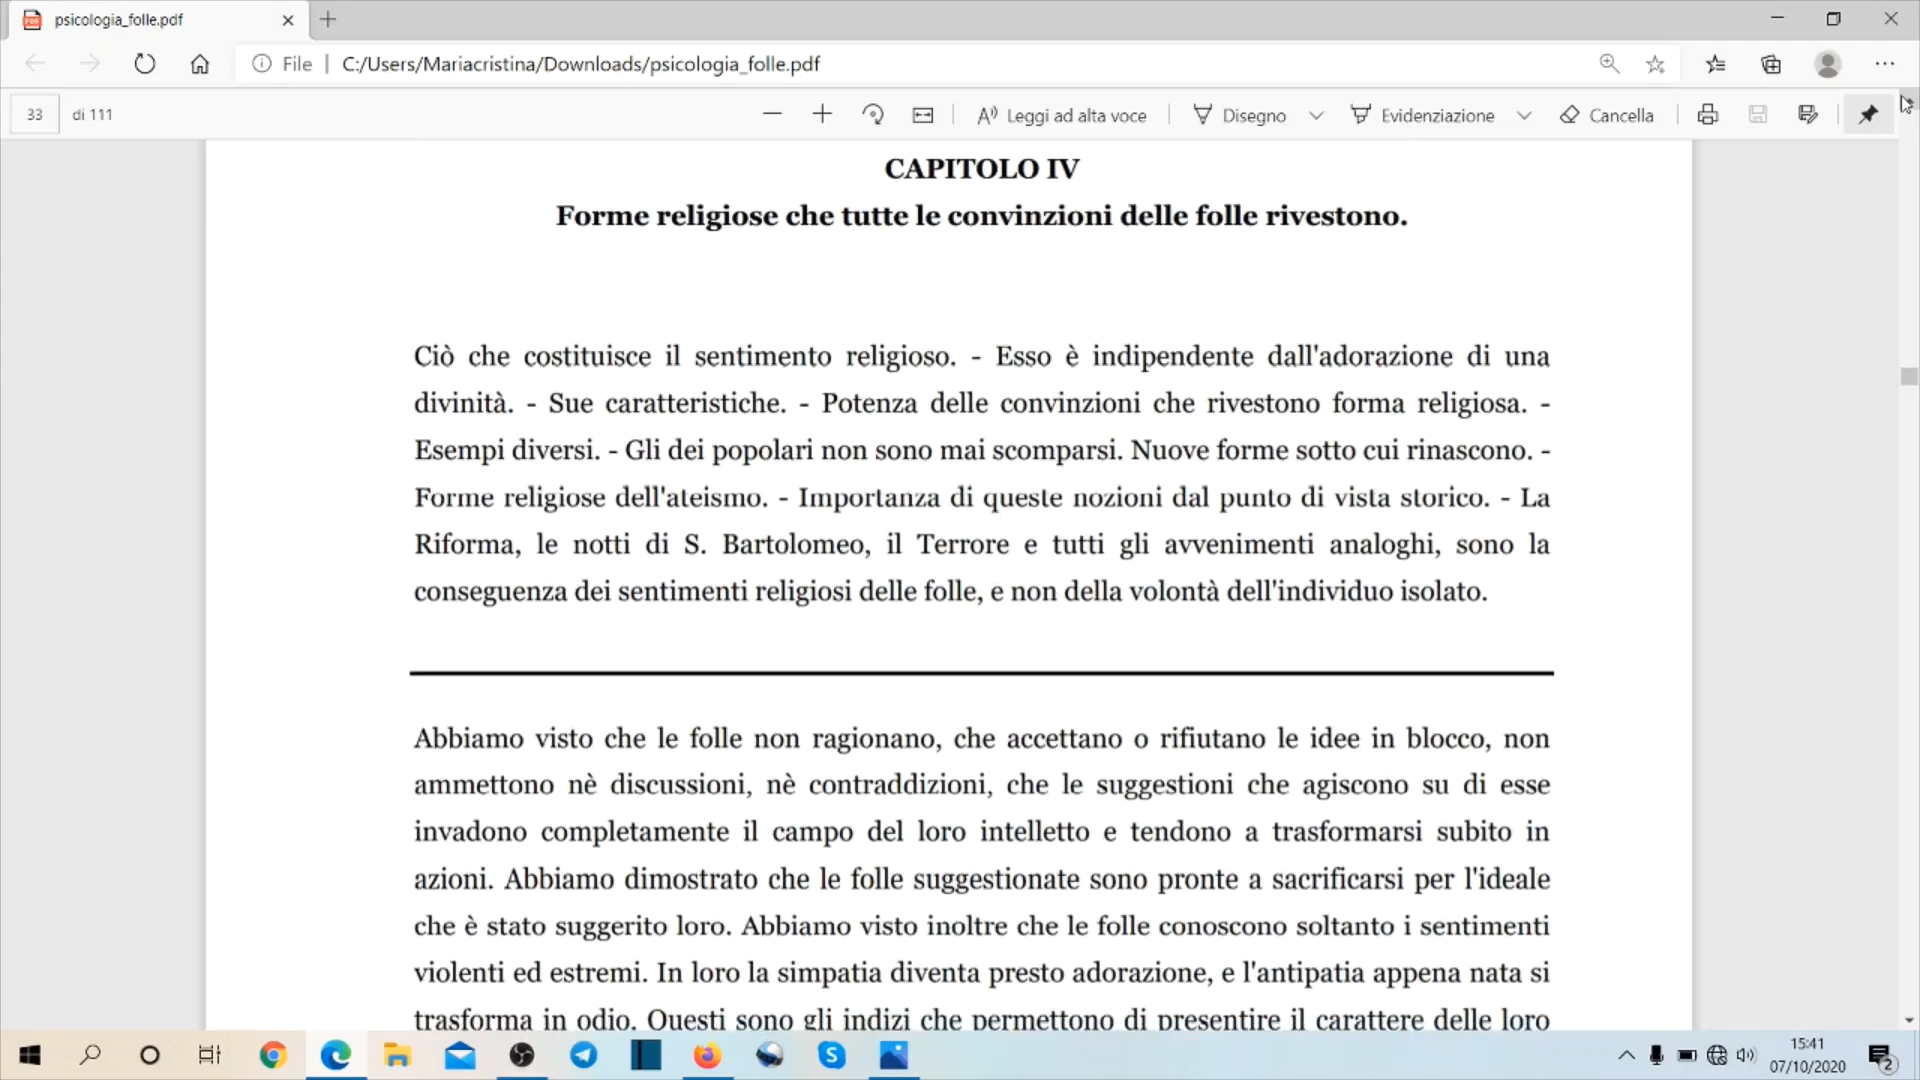 psicologia_folle.pdf
File
C:/Users/Mariacristina/Downloads/psicologia_folle.pdf
33 di 111
Leggi ad alta voce
Disegno
Evidenziazione
Cancella
CAPITOLO IV
Forme religiose che tutte le convinzioni delle folle rivestono.
Ciò che costituisce il sentimento religioso. - Esso è indipendente dall'adorazione di una
divinità. - Sue caratteristiche. - Potenza delle convinzioni che rivestono forma religiosa. -
Esempi diversi. - Gli dei popolari non sono mai scomparsi. Nuove forme sotto cui rinascono. -
Forme religiose dell'ateismo. - Importanza di queste nozioni dal punto di vista storico. - La
Riforma, le notti di S. Bartolomeo, il Terrore e tutti gli avvenimenti analoghi, sono la
conseguenza dei sentimenti religiosi delle folle, e non della volontà dell'individuo isolato.
Abbiamo visto che le folle non ragionano, che accettano o rifiutano le idee in blocco, non
ammettono nè discussioni, nè contraddizioni, che le suggestioni che agiscono su di esse
invadono completamente il campo del loro intelletto e tendono a trasformarsi subito in
azioni. Abbiamo dimostrato che le folle suggestionate sono pronte a sacrificarsi per l'ideale
che è stato suggerito loro. Abbiamo visto inoltre che le folle conoscono soltanto i sentimenti
violenti ed estremi. In loro la simpatia diventa presto adorazione, e l'antipatia appena nata si
trasforma in odio. Questi sono gli indizi che permettono di presentire il carattere delle loro
15:41
07/10/2020
2